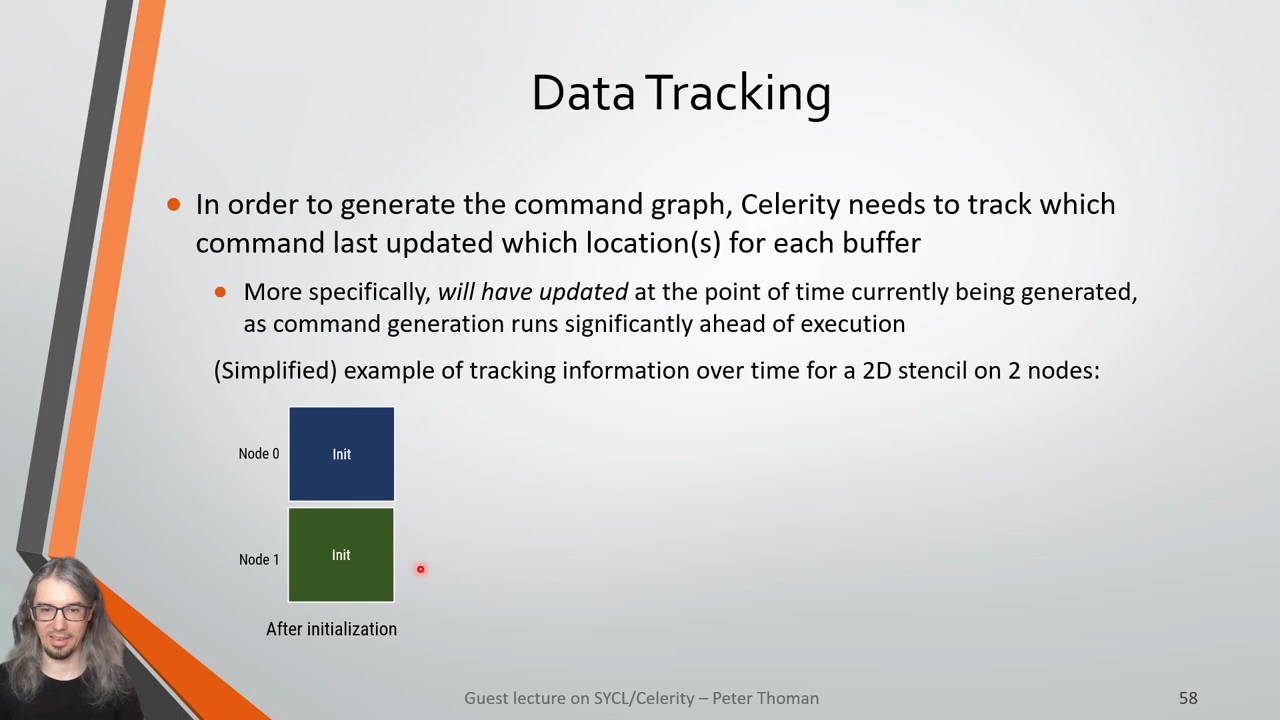 Data Tracking
In order to generate the command graph, Celerity needs to track which
command last updated which location(s) for each buffer
More specifically, will have updated at the point of time currently being generated,
as command generation runs significantly ahead of execution
(Simplified) example of tracking information over time for a 2D stencil on 2 nodes:
Node 0
Init
Node 1
Init
After initialization
Guest lecture on SYCL/Celerity – Peter Thoman
58